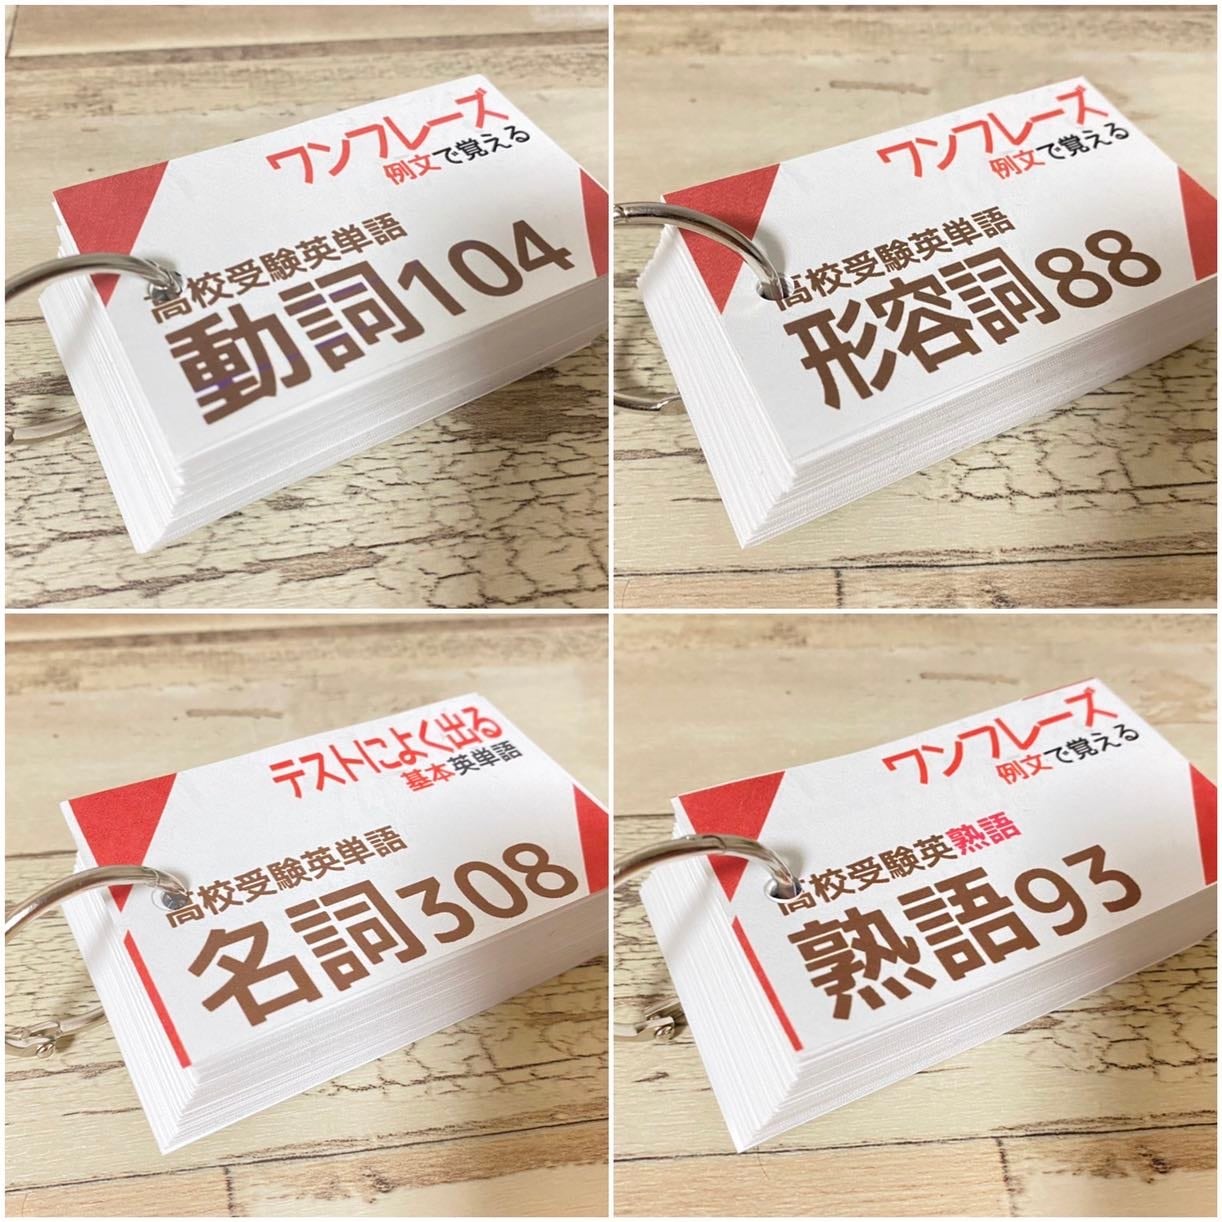 ワンフレーズ
例文で覚える
高校受験英単語
動詞104
ワンフレーズ
例文で覚える
高校受験英単語
形容詞88
テストによく出る
基本英単語
高校受験英単語
名詞308
ワンフレーズ
例文で覚える
高校受験英熟語
熟語93